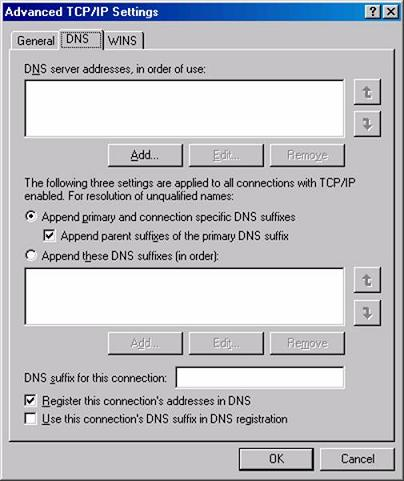 Advanced TCP/IP Settings
General DNS WINS
DNS server addresses, in order of use:
Add... Edit... Remove
The following three settings are applied to all connections with TCP/IP
enabled. For resolution of unqualified names:
Append primary and connection specific DNS suffixes
Append parent suffixes of the primary DNS suffix
Append these DNS suffixes (in order):
Add... Edit... Remove
DNS suffix for this connection:
Register this connection's addresses in DNS
Use this connection's DNS suffix in DNS registration
OK Cancel